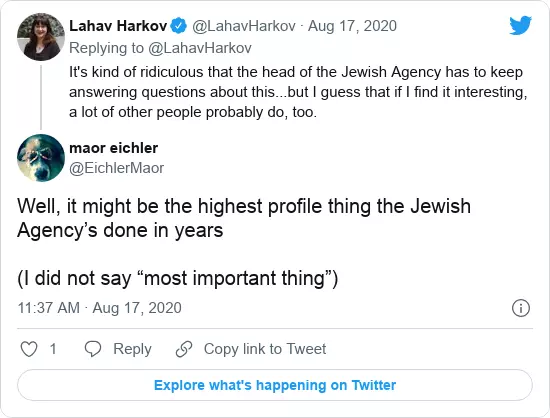 Lahav Harkov @LahavHarkov · Aug 17, 2020
Replying to @LahavHarkov
It's kind of ridiculous that the head of the Jewish Agency has to keep
answering questions about this...but I guess that if I find it interesting,
a lot of other people probably do, too.
maor eichler
@EichlerMaor
Well, it might be the highest profile thing the Jewish
Agency’s done in years
(I did not say “most important thing”)
11:37 AM · Aug 17, 2020
1 Reply Copy link to Tweet
Explore what's happening on Twitter